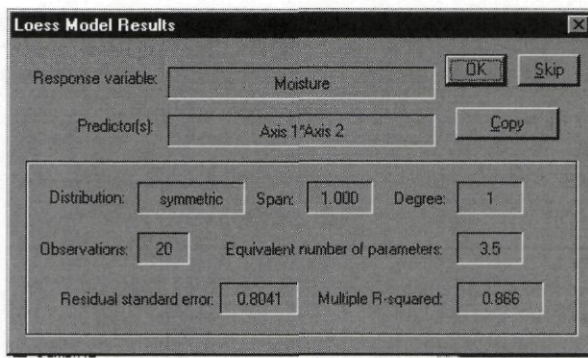 Loess Model Results
Response variable: Moisture OK Skip
Predictor(s): Axis 1*Axis 2 Copy
Distribution: symmetric Span: 1.000 Degree: 1
Observations: 20 Equivalent number of parameters: 3.5
Residual standard error: 0.8041 Multiple R-squared: 0.866